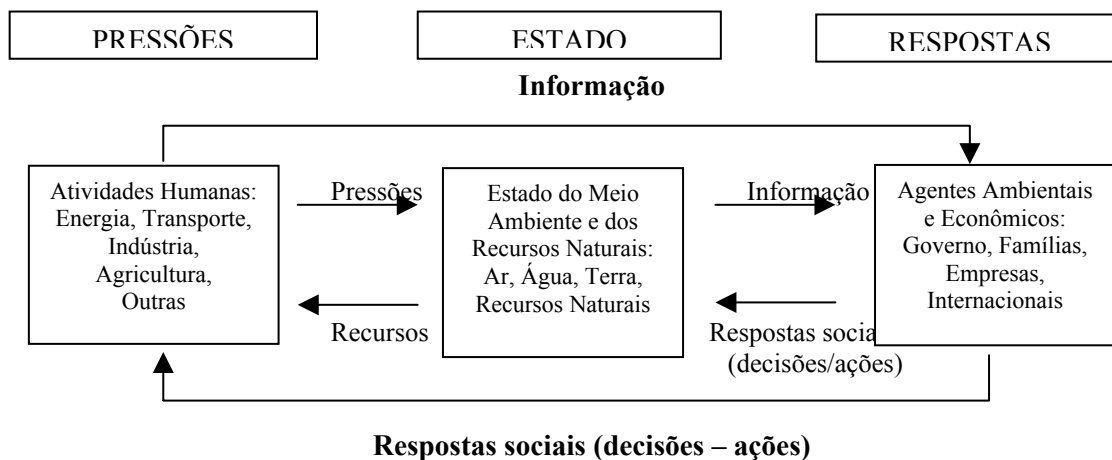 PRESSÕES
ESTADO
RESPOSTAS
Informação
Atividades Humanas:
Energia, Transporte,
Indústria,
Agricultura,
Outras
Pressões
Recursos
Estado do Meio
Ambiente e dos
Recursos Naturais:
Ar, Água, Terra,
Recursos Naturais
Informação
Respostas socia
(decisões/ações)
Agentes Ambientais
e Econômicos:
Governo, Famílias,
Empresas,
Internacionais
Respostas sociais (decisões – ações)